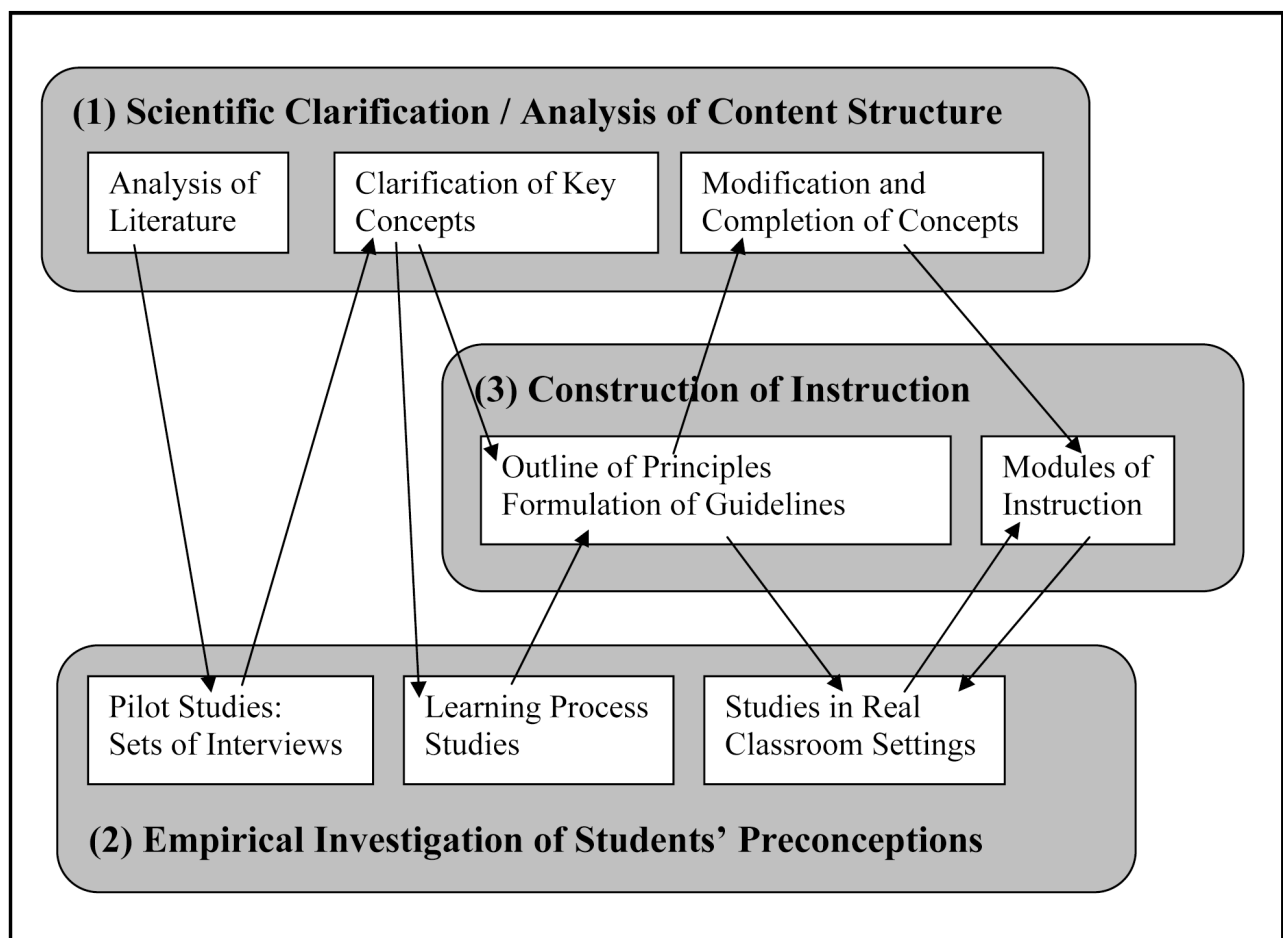 (1) Scientific Clarification / Analysis of Content Structure
Analysis of
Literature
Clarification of Key
Concepts
Modification and
Completion of Concepts
(3) Construction of Instruction
Outline of Principles
Formulation of Guidelines
Modules of
Instruction
Pilot Studies:
Sets of Interviews
Learning Process
Studies
Studies in Real
Classroom Settings
(2) Empirical Investigation of Students’ Preconceptions